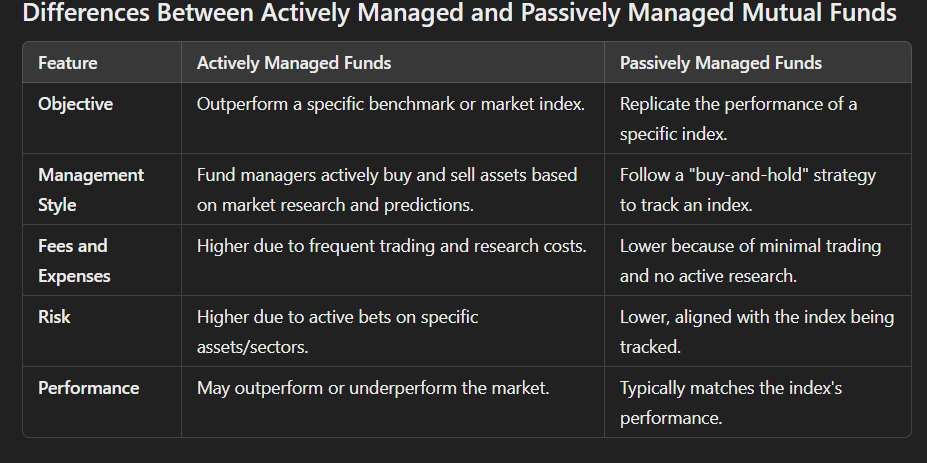 Differences Between Actively Managed and Passively Managed Mutual Funds
Feature Actively Managed Funds Passively Managed Funds
Objective Outperform a specific benchmark or market index. Replicate the performance of a
specific index.
Management Fund managers actively buy and sell assets based Follow a "buy-and-hold" strategy
Style on market research and predictions. to track an index.
Fees and Higher due to frequent trading and research costs. Lower because of minimal trading
Expenses and no active research.
Risk Higher due to active bets on specific Lower, aligned with the index being
assets/sectors. tracked.
Performance May outperform or underperform the market. Typically matches the index's
performance.